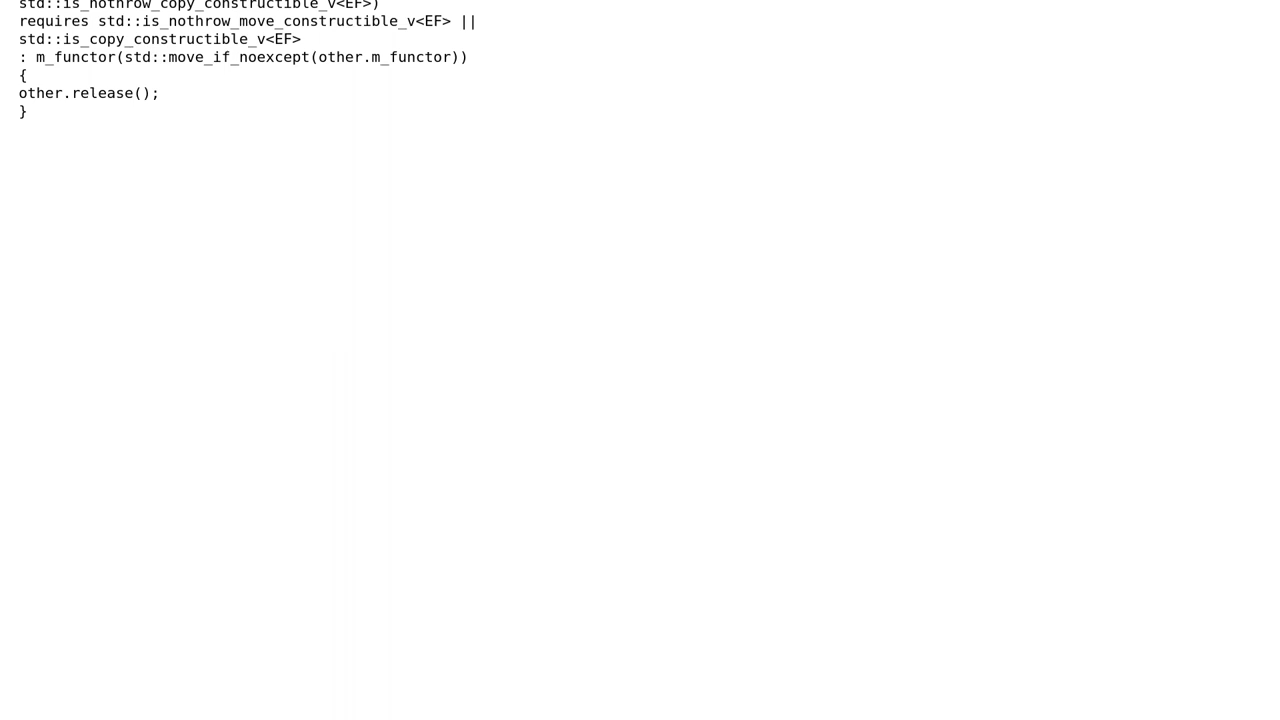 std::is_nothrow_copy_constructible_v<EF>)
requires std::is_nothrow_move_constructible_v<EF> ||
std::is_copy_constructible_v<EF>
: m_functor(std::move_if_noexcept(other.m_functor))
{
other.release();
}